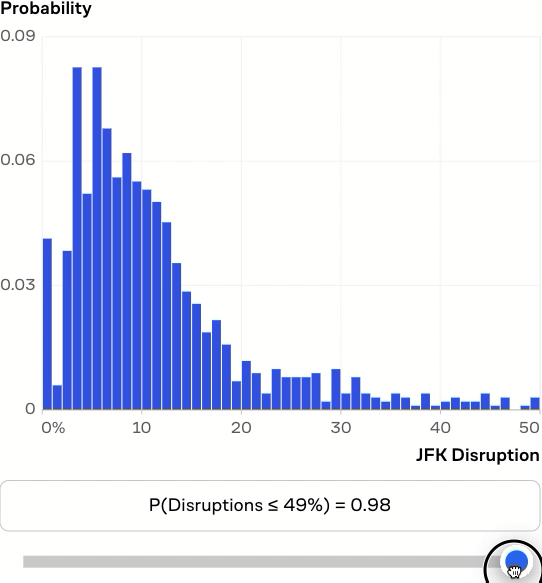 Probability
0.09
0.06
0.03
0
0% 10 20 30 40 50
JFK Disruption
P(Disruptions ≤ 49%) = 0.98